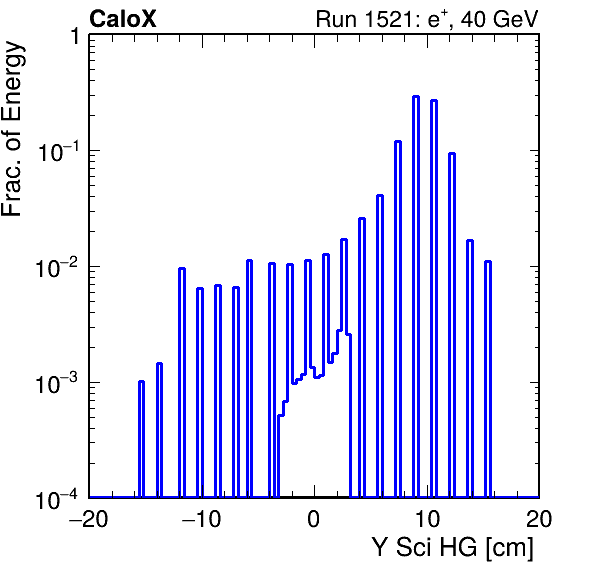 CaloX Run 1521: e⁺, 40 GeV
Frac. of Energy
1
10⁻¹
10⁻²
10⁻³
10⁻⁴
−20 −10 0 10 20
Y Sci HG [cm]